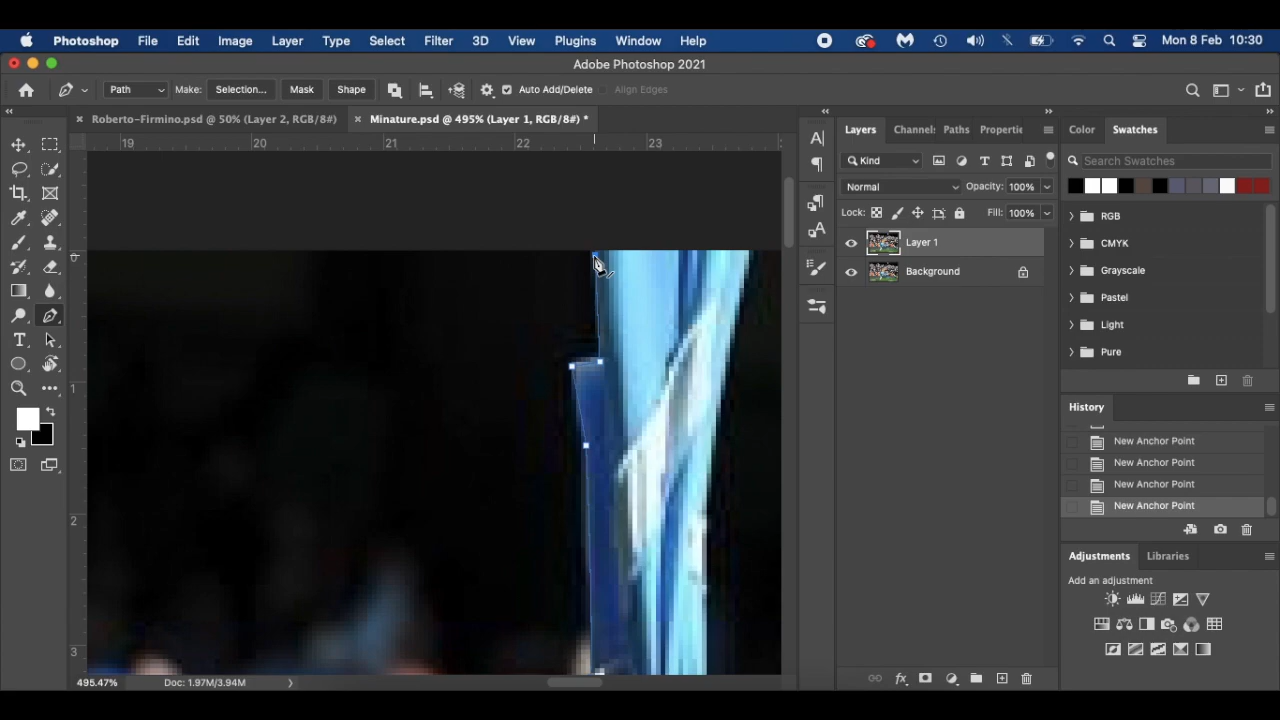 Photoshop File Edit Image Layer Type Select Filter 3D View Plugins Window Help Mon 8 Feb 10:30
Adobe Photoshop 2021
Path Make: Selection... Mask Shape Auto Add/Delete Align Edges
Roberto-Firmino.psd @ 50% (Layer 2, RGB/8#) Minature.psd @ 495% (Layer 1, RGB/8#) *
19 20 21 22 23
0
1
2
3
495.47% Doc: 1.97M/3.94M
Layers Channel: Paths Propertie
Kind
Normal Opacity: 100%
Lock: Fill: 100%
Layer 1
Background
Color Swatches
Search Swatches
RGB
CMYK
Grayscale
Pastel
Light
Pure
History
New Anchor Point
New Anchor Point
New Anchor Point
New Anchor Point
Adjustments Libraries
Add an adjustment